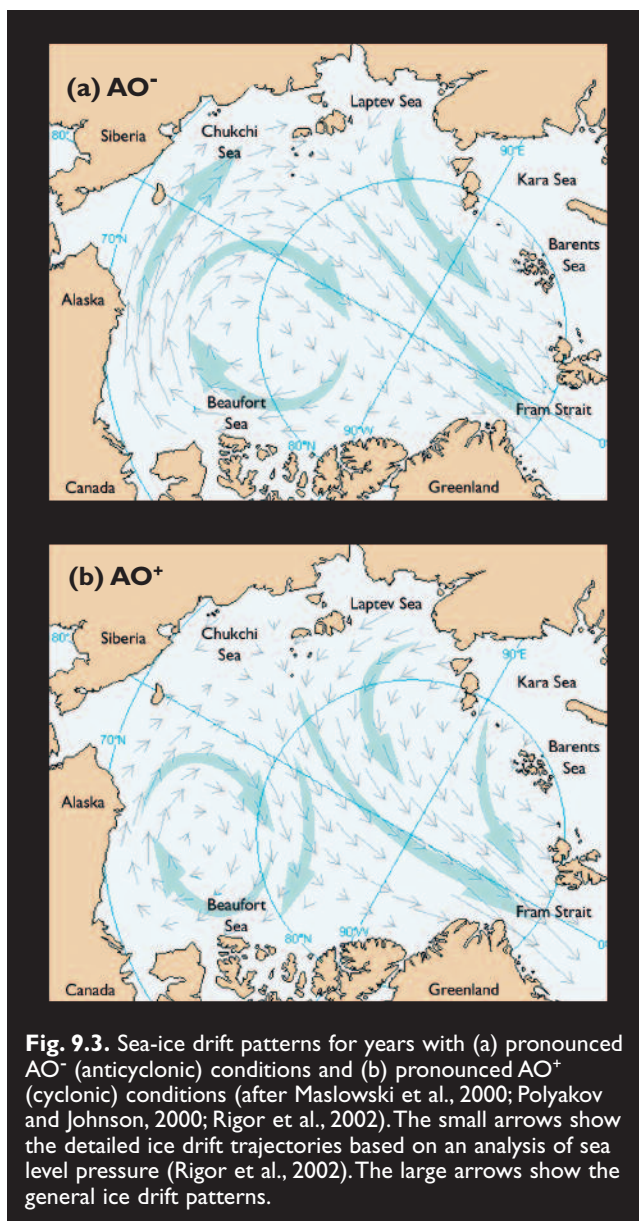 (a) AO⁻
Laptev Sea
Siberia
Chukchi
Sea
80°
90°E
Kara Sea
70°N
Barents
Sea
Alaska
Beaufort
Sea
Fram Strait
80°N
90°W
0°
Canada
Greenland
(b) AO⁺
Laptev Sea
Siberia
Chukchi
Sea
80°
90°E
Kara Sea
70°N
Barents
Sea
Alaska
Beaufort
Sea
Fram Strait
80°N
90°W
0°
Canada
Greenland
Fig. 9.3. Sea-ice drift patterns for years with (a) pronounced
AO⁻ (anticyclonic) conditions and (b) pronounced AO⁺
(cyclonic) conditions (after Maslowski et al., 2000; Polyakov
and Johnson, 2000; Rigor et al., 2002). The small arrows show
the detailed ice drift trajectories based on an analysis of sea
level pressure (Rigor et al., 2002). The large arrows show the
general ice drift patterns.